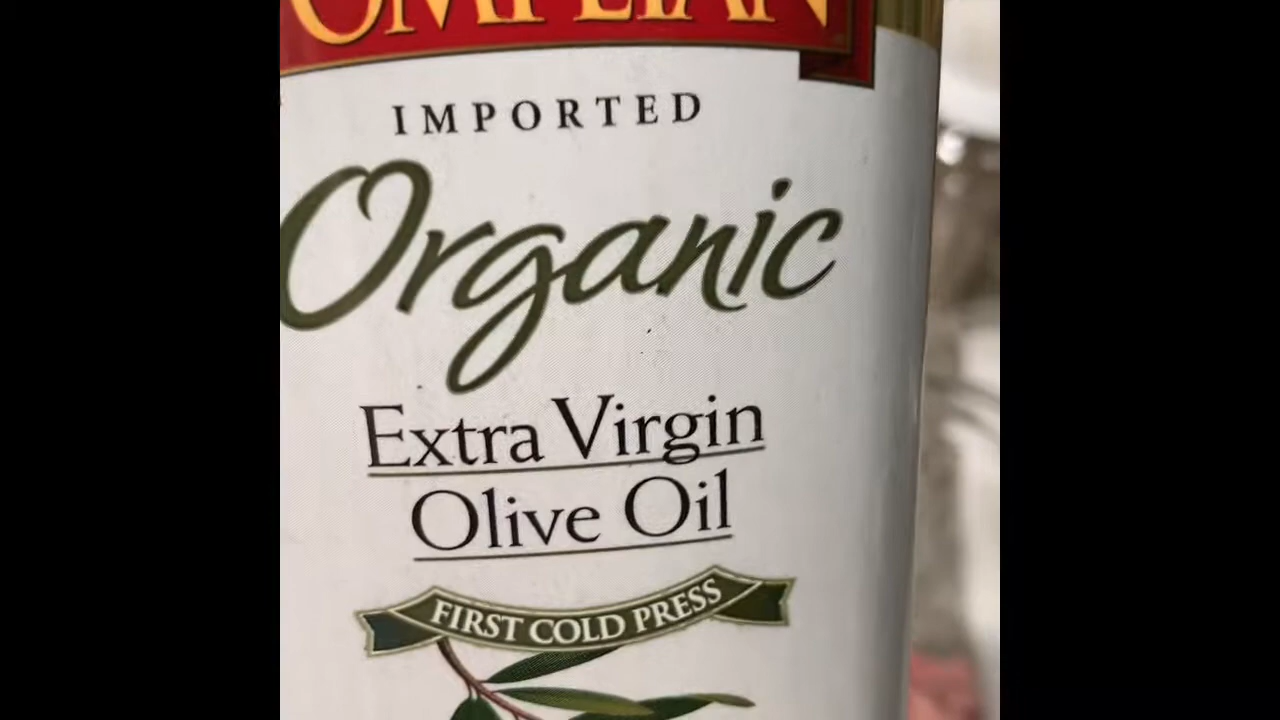 IMPORTED
Organic
Extra Virgin
Olive Oil
FIRST COLD PRESS